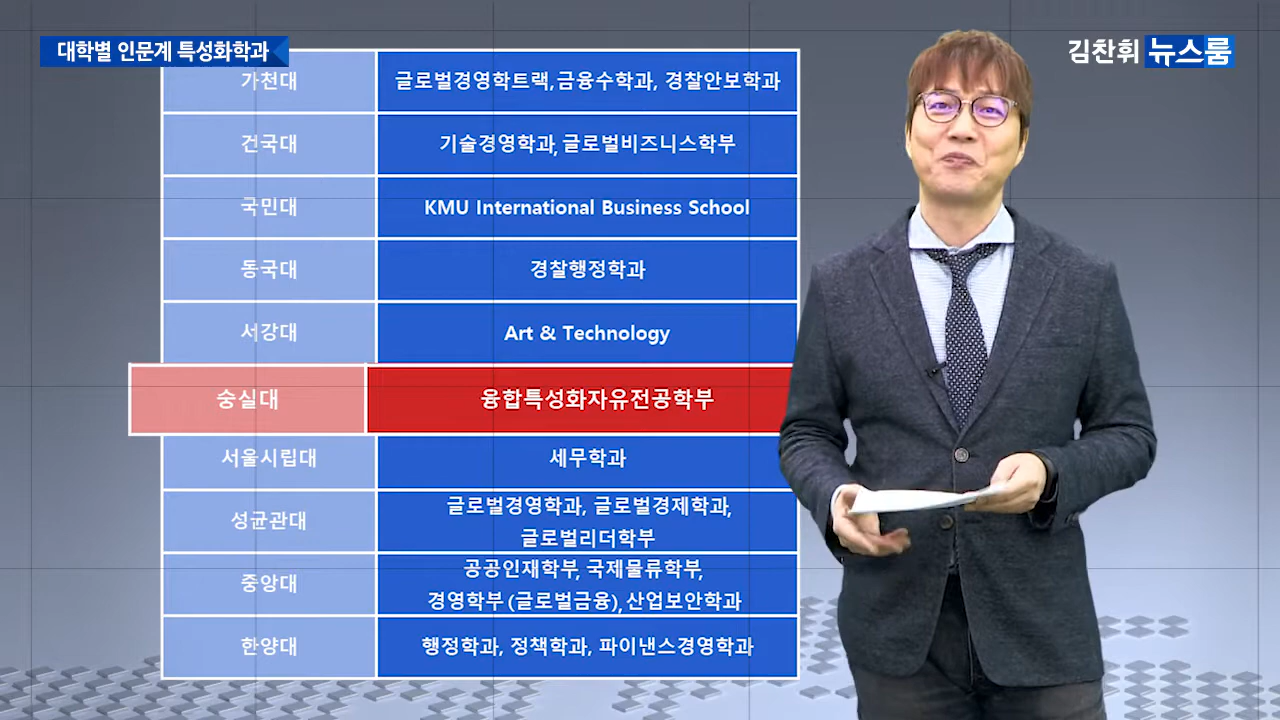 대학별 인문계 특성화학과
김찬휘 뉴스룸
가천대 글로벌경영학트랙,금융수학과, 경찰안보학과
건국대 기술경영학과, 글로벌비즈니스학부
국민대 KMU International Business School
동국대 경찰행정학과
서강대 Art & Technology
숭실대 융합특성화자유전공학부
서울시립대 세무학과
성균관대 글로벌경영학과, 글로벌경제학과,
글로벌리더학부
중앙대 공공인재학부, 국제물류학부,
경영학부 (글로벌금융), 산업보안학과
한양대 행정학과, 정책학과, 파이낸스경영학과